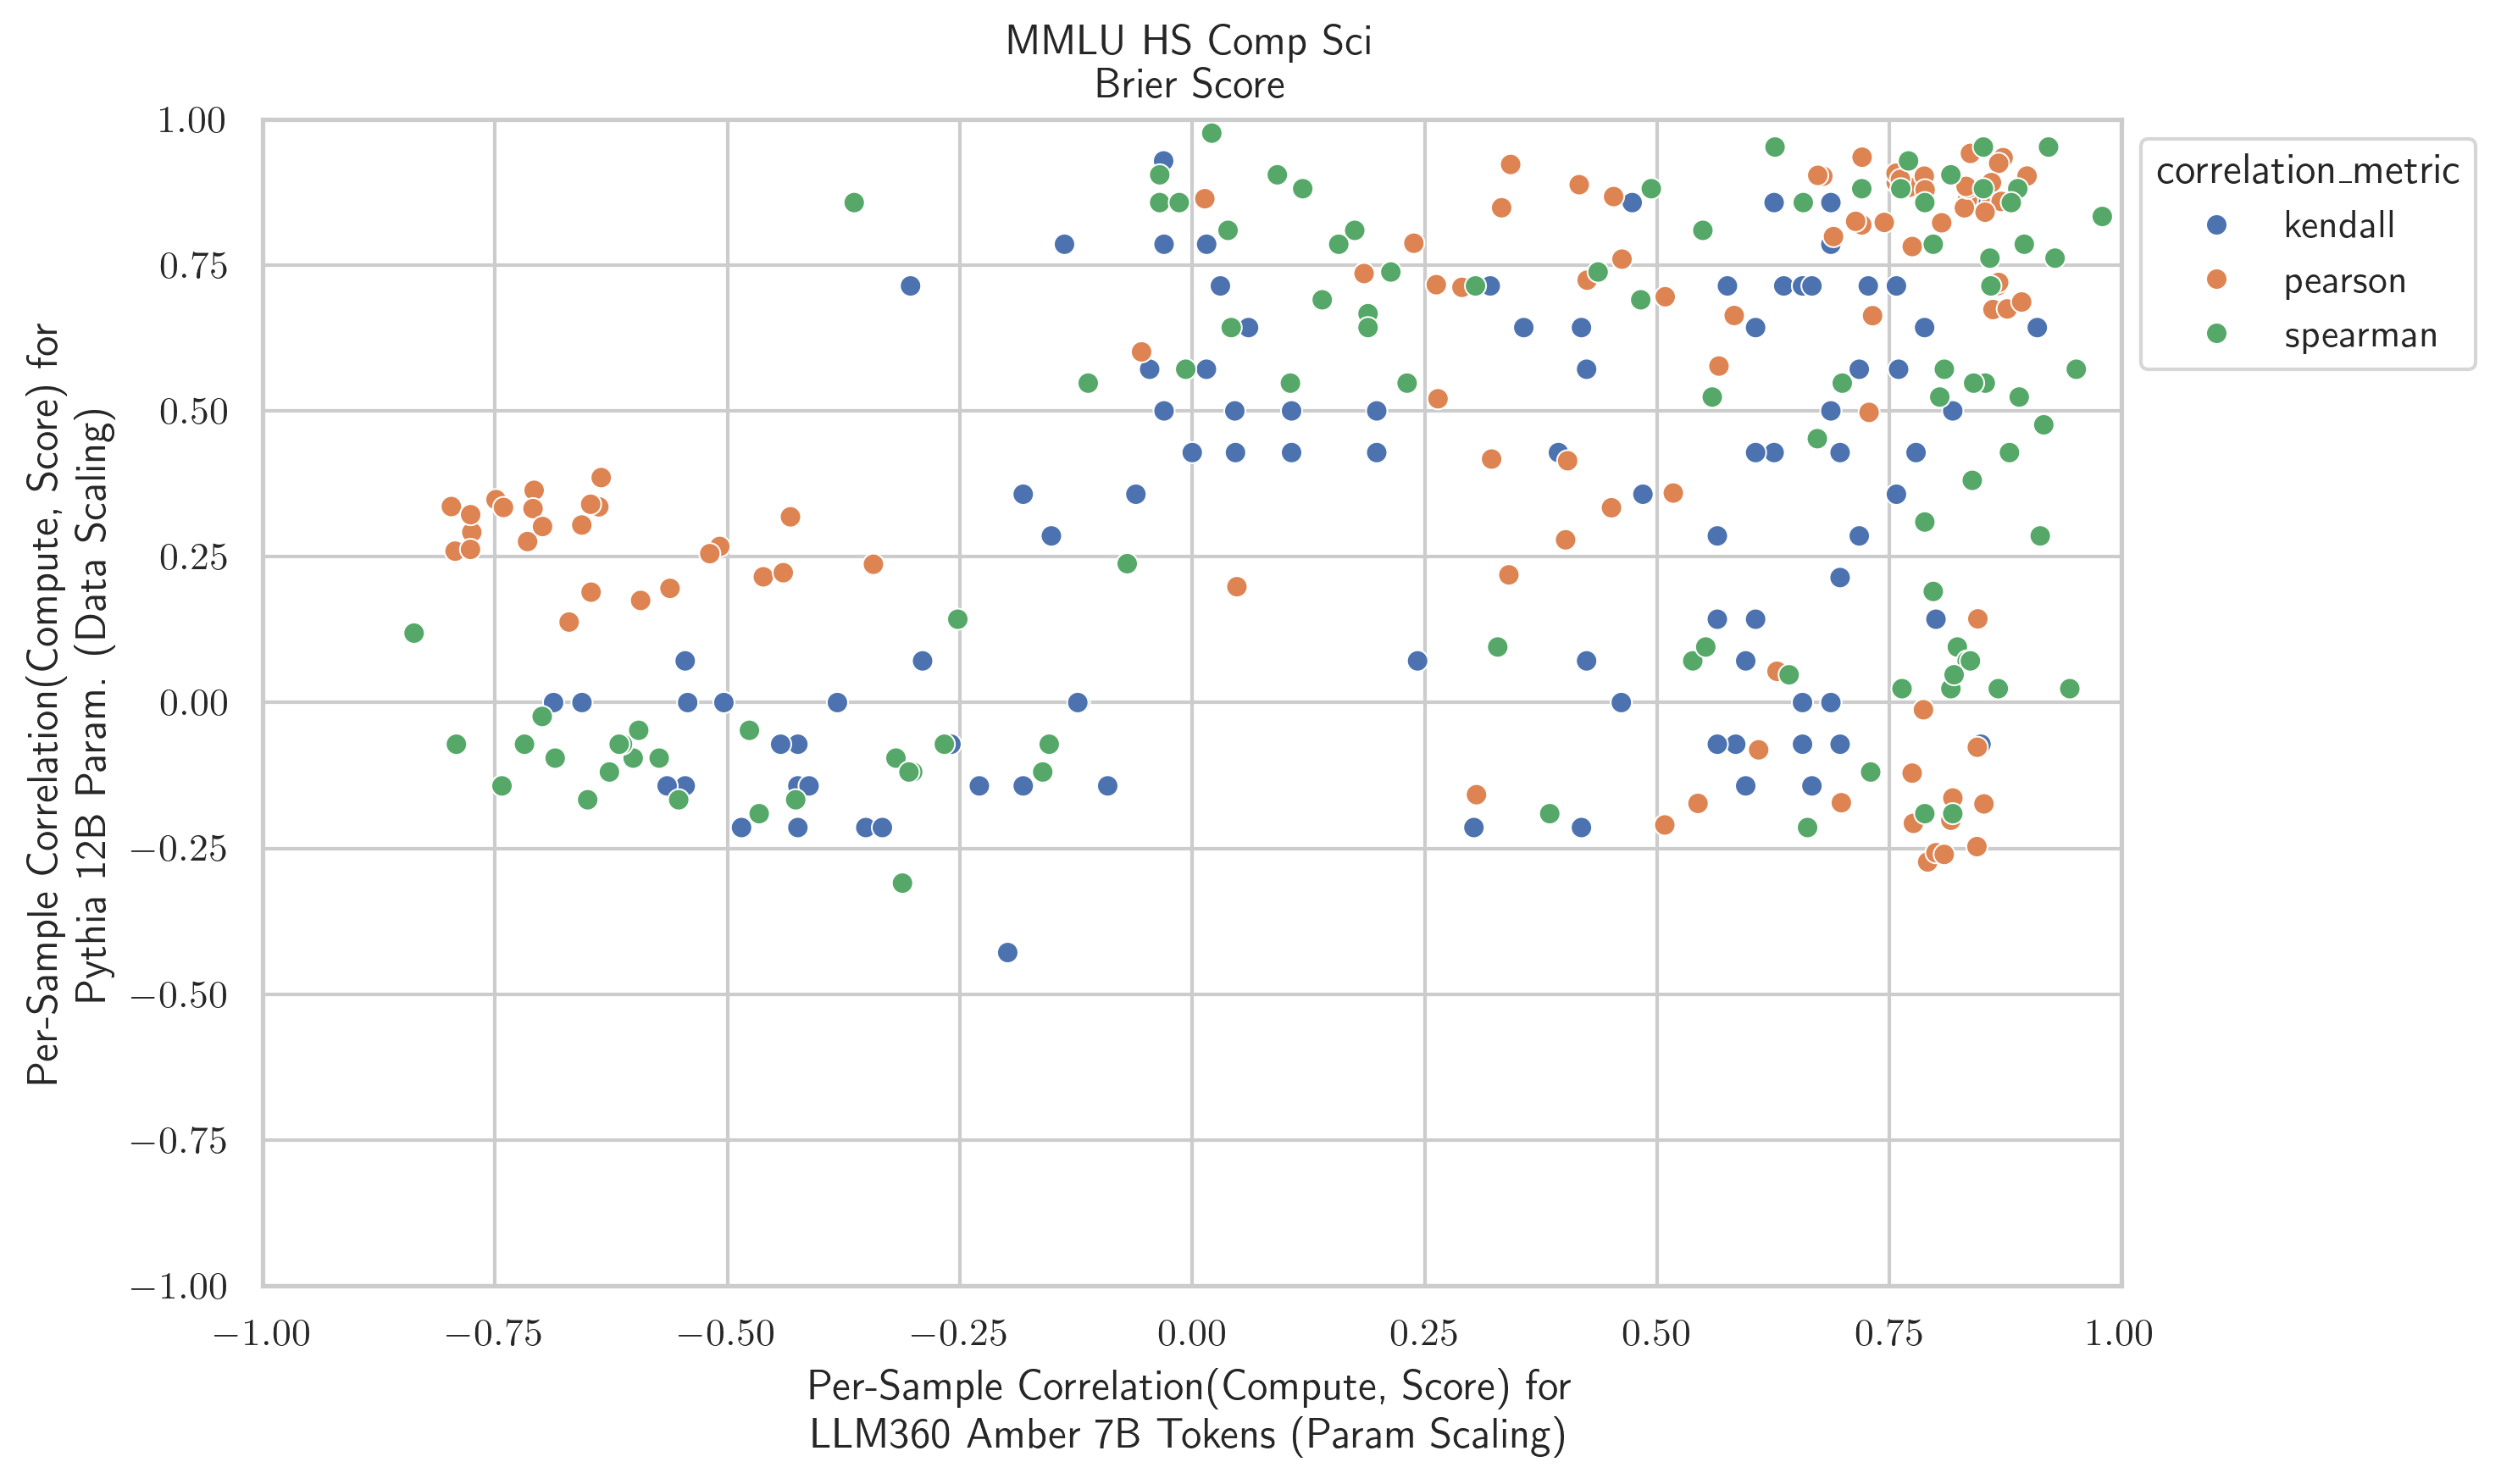 MMLU HS Comp Sci
Brier Score
Per-Sample Correlation(Compute, Score) for
Pythia 12B Param. (Data Scaling)
1.00
0.75
0.50
0.25
0.00
−0.25
−0.50
−0.75
−1.00
−1.00 −0.75 −0.50 −0.25 0.00 0.25 0.50 0.75 1.00
Per-Sample Correlation(Compute, Score) for
LLM360 Amber 7B Tokens (Param Scaling)
correlation_metric
kendall
pearson
spearman